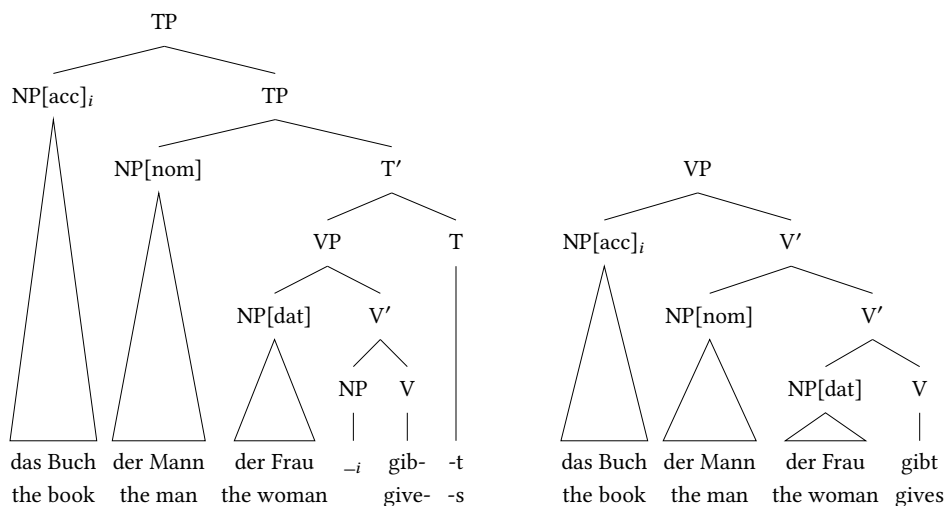 TP
NP[acc]i TP
NP[nom] T′ VP
VP T NP[acc]i V′
NP[dat] V′ NP[nom] V′
NP V NP[dat] V
das Buch der Mann der Frau _i gib- -t das Buch der Mann der Frau gibt
the book the man the woman give- -s the book the man the woman gives